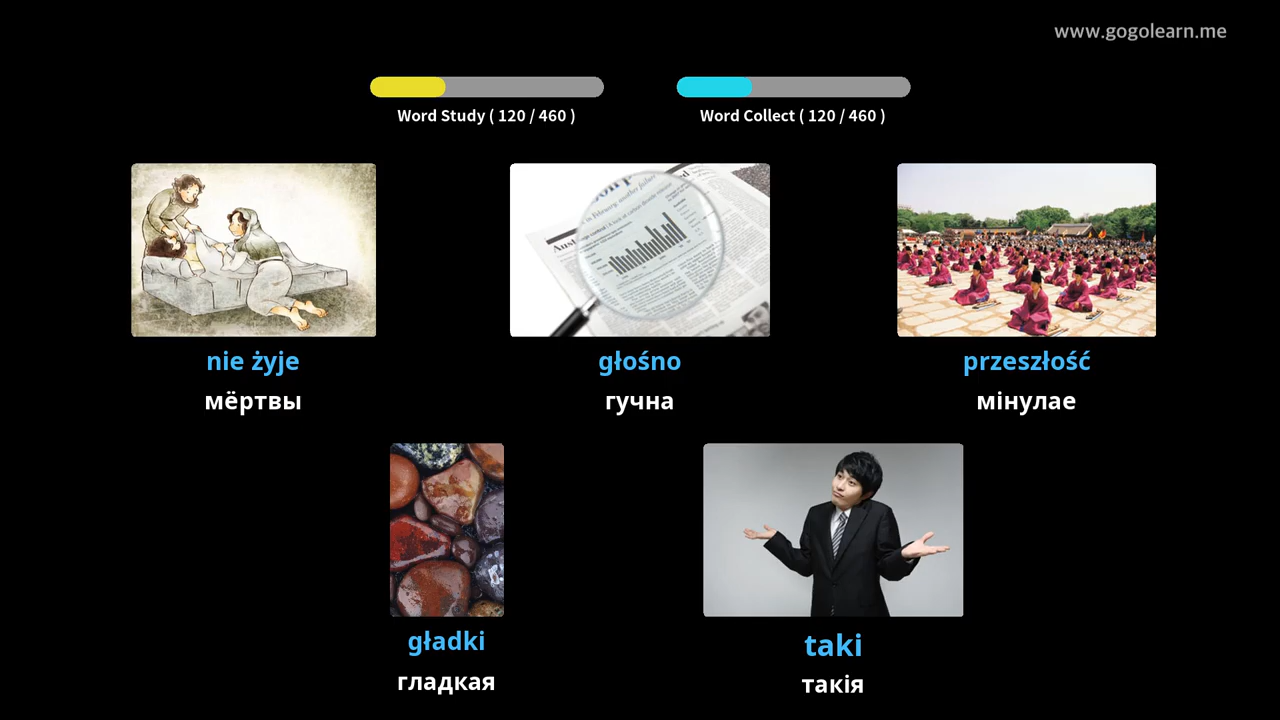 www.gogolearn.me
Word Study ( 120 / 460 )
Word Collect ( 120 / 460 )
nie żyje
głośno
przeszłość
мёртвы
гучна
мінулае
gładki
taki
гладкая
такія